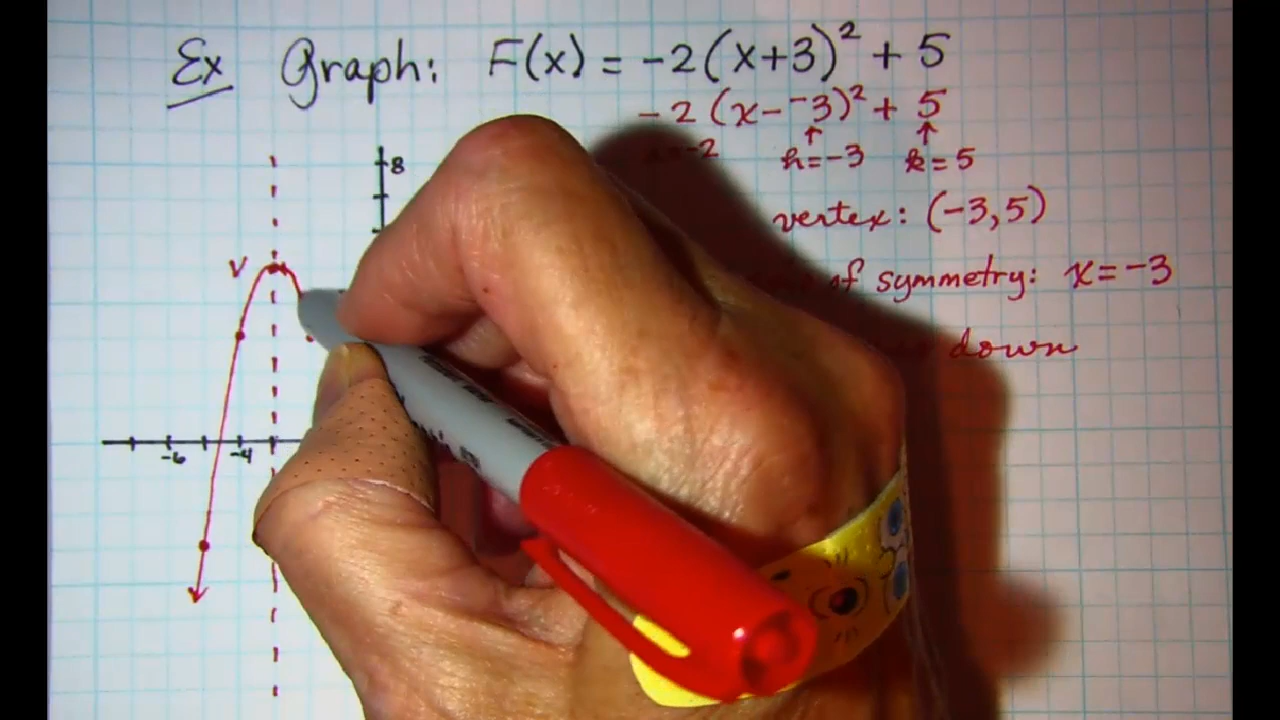 Ex Graph: F(x) = -2(x+3)² + 5
-2(x--3)² + 5
-2 h=-3 k=5
8
vertex: (-3,5)
V
of symmetry: x=-3
down
-6 -4